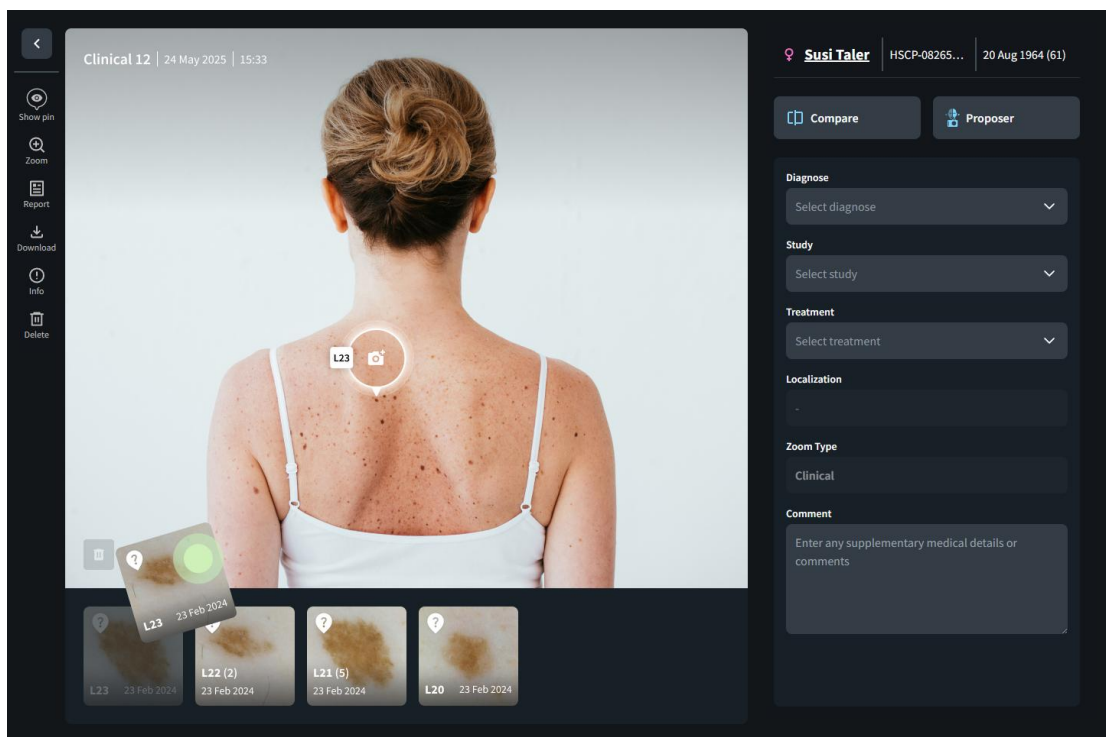 Clinical 12 | 24 May 2025 | 15:33
Susi Taler
HSCP-08265...
20 Aug 1964 (61)
Show pin
Zoom
Report
Download
Info
Delete
Compare
Proposer
Diagnose
Select diagnose
Study
Select study
Treatment
Select treatment
Localization
-
Zoom Type
Clinical
Comment
Enter any supplementary medical details or
comments
L23
?
L23 23 Feb 2024
?
L23 23 Feb 2024
L22 (2)
23 Feb 2024
?
L21 (5)
23 Feb 2024
?
L20 23 Feb 2024